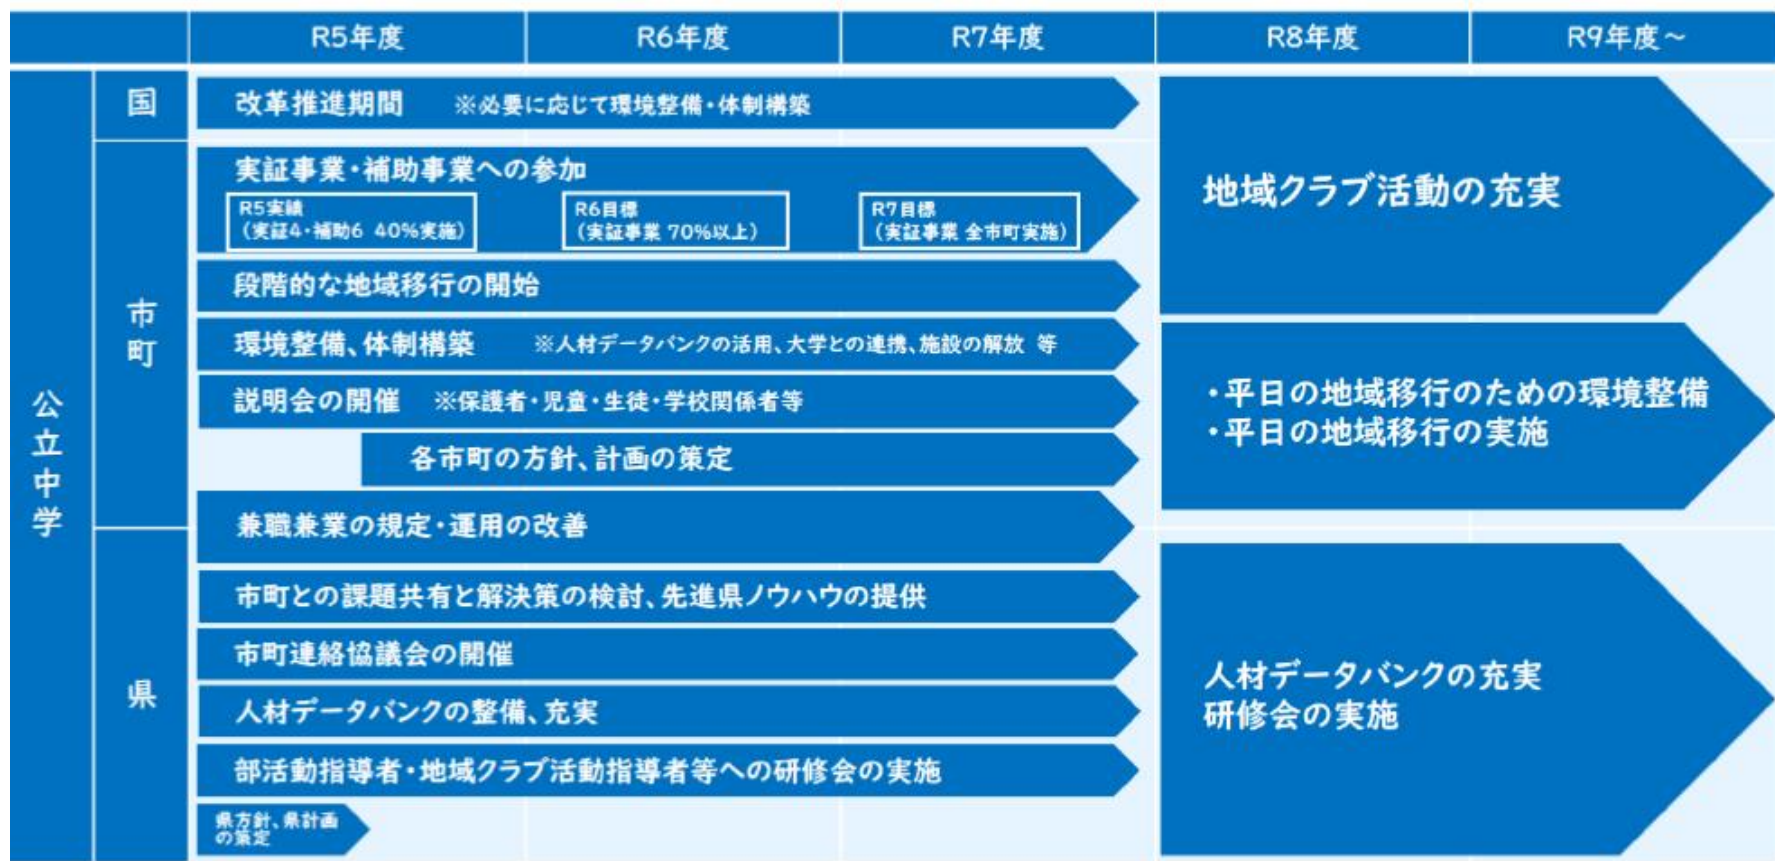 R5年度 R6年度 R7年度 R8年度 R9年度～
公立中学
国
改革推進期間 ※必要に応じて環境整備・体制構築
市町
実証事業・補助事業への参加
R5実績
(実証4・補助6 40%実施)
R6目標
(実証事業 70%以上)
R7目標
(実証事業 全市町実施)
段階的な地域移行の開始
環境整備、体制構築 ※人材データバンクの活用、大学との連携、施設の解放 等
説明会の開催 ※保護者・児童・生徒・学校関係者等
各市町の方針、計画の策定
兼職兼業の規定・運用の改善
県
市町との課題共有と解決策の検討、先進県ノウハウの提供
市町連絡協議会の開催
人材データバンクの整備、充実
部活動指導者・地域クラブ活動指導者等への研修会の実施
県方針、県計画
の策定
地域クラブ活動の充実
・平日の地域移行のための環境整備
・平日の地域移行の実施
人材データバンクの充実
研修会の実施